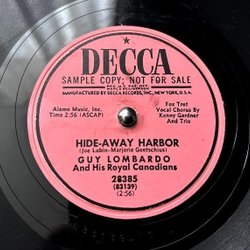 DECCA
SAMPLE COPY; NOT FOR SALE
MANUFACTURED BY DECCA RECORDS, INC., NEW YORK, U. S. A.
Alamo Music, Inc.
Time 2:56 (ASCAP)
Fox Trot
Vocal Chorus By
Kenny Gardner
And Trio
HIDE-AWAY HARBOR
(Joe Lubin-Marjorie Goetschius)
GUY LOMBARDO
And His Royal Canadians
28385
(83139)
(2:56)